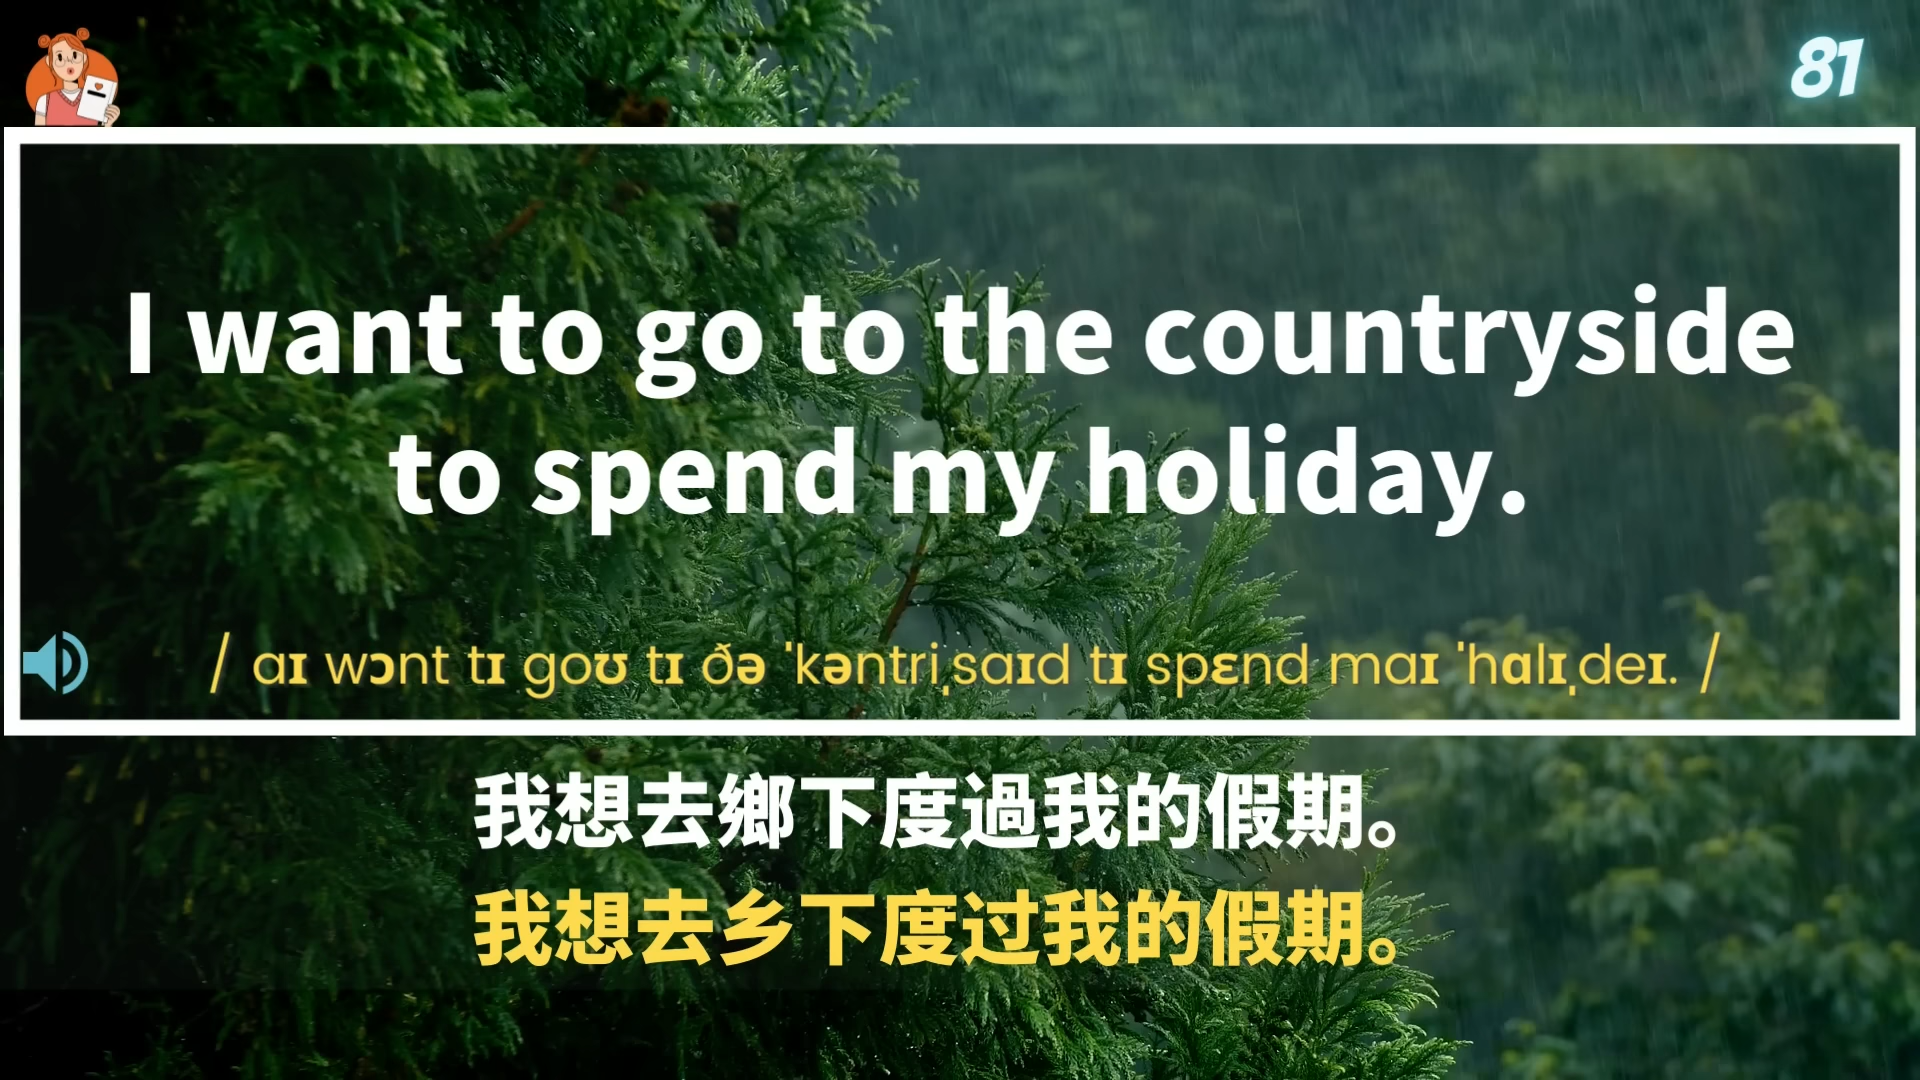 81
I want to go to the countryside
to spend my holiday.
/ aɪ wɔnt tɪ goʊ tɪ ðə ˈkəntriˌsaɪd tɪ spɛnd maɪ ˈhɑlɪˌdeɪ. /
我想去鄉下度過我的假期。
我想去乡下度过我的假期。